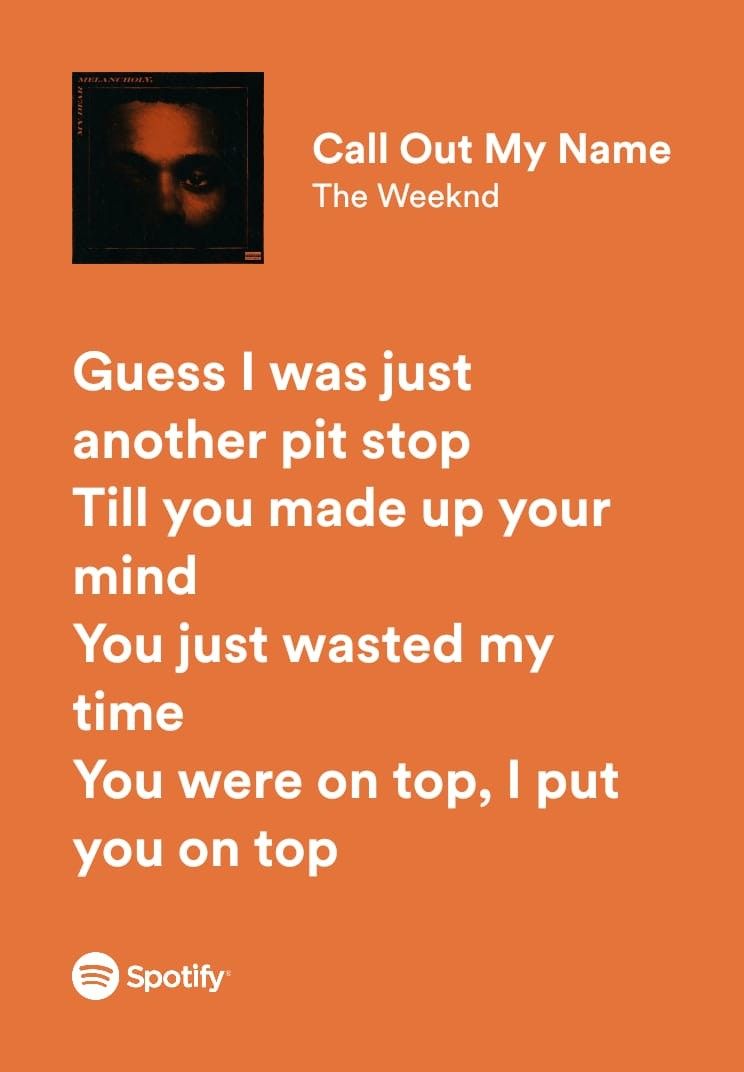 MELANCHOLY,
MY DEAR
Call Out My Name
The Weeknd
Guess I was just
another pit stop
Till you made up your
mind
You just wasted my
time
You were on top, I put
you on top
Spotify